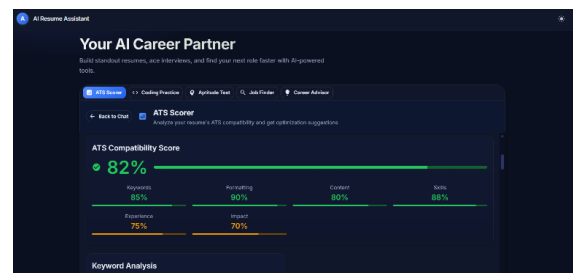 A AI Resume Assistant
Your AI Career Partner
Build standout resumes, ace interviews, and find your next role faster with AI-powered
tools.
ATS Scorer <> Coding Practice Aptitude Test Job Finder Career Advisor
← Back to Chat ATS Scorer
Analyze your resume's ATS compatibility and get optimization suggestions
ATS Compatibility Score
82%
Keywords Formatting Content Skills
85% 90% 80% 88%
Experience Impact
75% 70%
Keyword Analysis